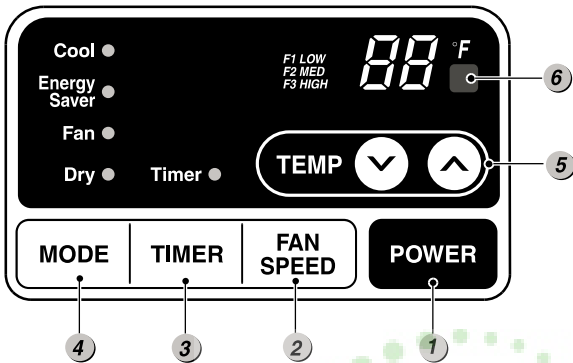 Cool
Energy
Saver
Fan
Dry
Timer
F1 LOW
F2 MED
F3 HIGH
88 °F
6
TEMP
5
MODE
TIMER
FAN
SPEED
POWER
4
3
2
1